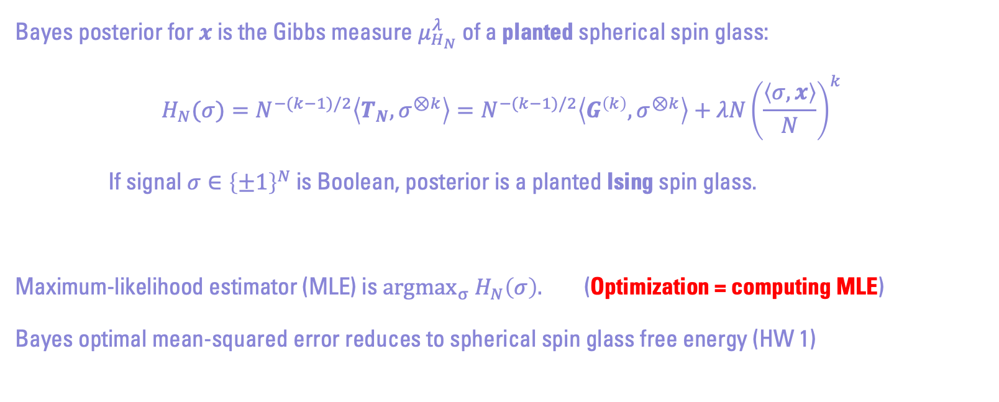 Bayes posterior for 𝒙 is the Gibbs measure $\mu_{H_N}^{\lambda}$ of a planted spherical spin glass:
$H_N(\sigma) = N^{-(k-1)/2}\langle \boldsymbol{T}_N, \sigma^{\otimes k}\rangle = N^{-(k-1)/2}\langle \boldsymbol{G}^{(k)}, \sigma^{\otimes k}\rangle + \lambda N \left(\frac{\langle \sigma, \boldsymbol{x}\rangle}{N}\right)^k$
If signal $\sigma \in \{\pm 1\}^N$ is Boolean, posterior is a planted Ising spin glass.
Maximum-likelihood estimator (MLE) is $\text{argmax}_\sigma\, H_N(\sigma)$. (Optimization = computing MLE)
Bayes optimal mean-squared error reduces to spherical spin glass free energy (HW 1)